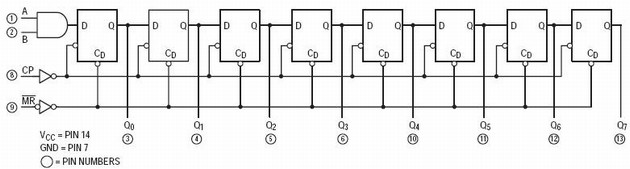 1 A
2 B
D Q D Q D Q D Q D Q D Q D Q D Q
CD CD CD CD CD CD CD CD
8 CP
9 MR
Q0 Q1 Q2 Q3 Q4 Q5 Q6 Q7
3 4 5 6 10 11 12 13
VCC = PIN 14
GND = PIN 7
= PIN NUMBERS